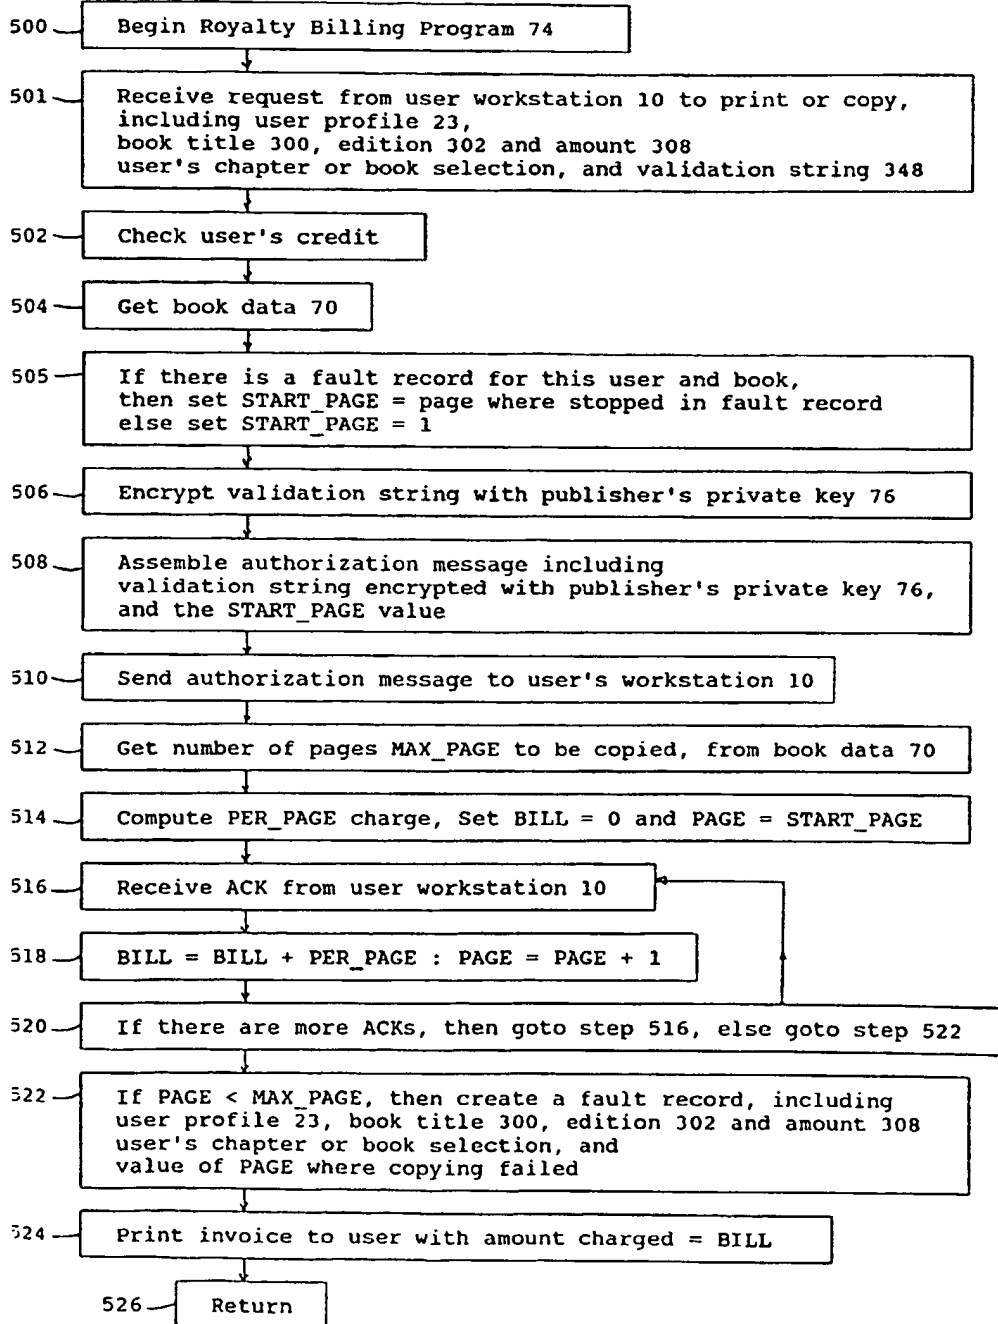 500 Begin Royalty Billing Program 74
501 Receive request from user workstation 10 to print or copy,
including user profile 23,
book title 300, edition 302 and amount 308
user's chapter or book selection, and validation string 348
502 Check user's credit
504 Get book data 70
505 If there is a fault record for this user and book,
then set START_PAGE = page where stopped in fault record
else set START_PAGE = 1
506 Encrypt validation string with publisher's private key 76
508 Assemble authorization message including
validation string encrypted with publisher's private key 76,
and the START_PAGE value
510 Send authorization message to user's workstation 10
512 Get number of pages MAX_PAGE to be copied, from book data 70
514 Compute PER_PAGE charge, Set BILL = 0 and PAGE = START_PAGE
516 Receive ACK from user workstation 10
518 BILL = BILL + PER_PAGE : PAGE = PAGE + 1
520 If there are more ACKs, then goto step 516, else goto step 522
522 If PAGE < MAX_PAGE, then create a fault record, including
user profile 23, book title 300, edition 302 and amount 308
user's chapter or book selection, and
value of PAGE where copying failed
524 Print invoice to user with amount charged = BILL
526 Return